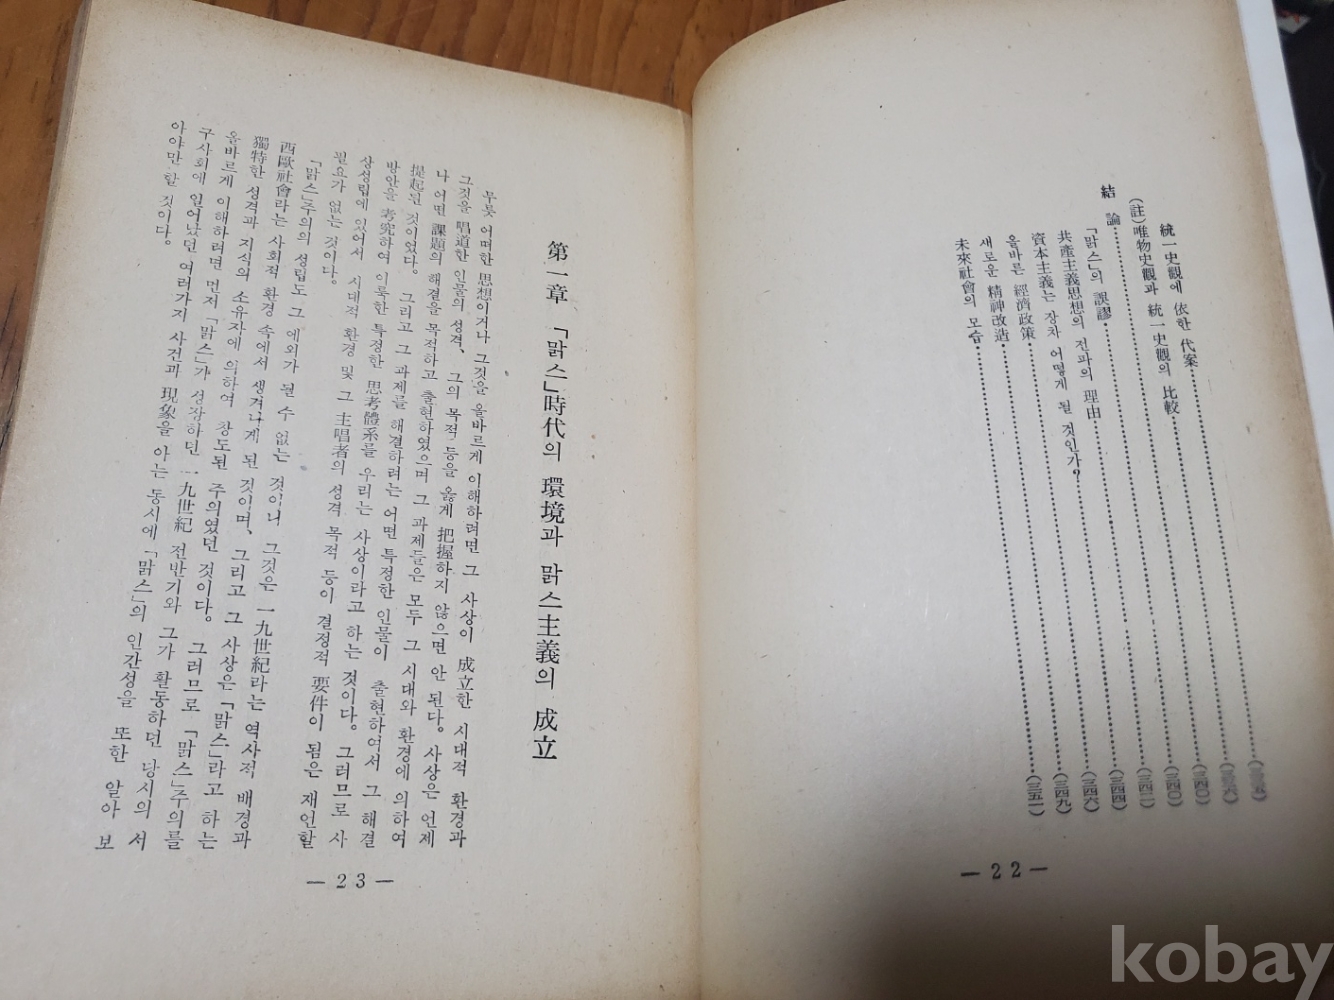 統一史觀에 依한 代案………(三三五)
(註) 唯物史觀과 統一史觀의 比較………(三三六)
結 論………(三四〇)
「맑스」의 誤謬………(三四二)
共產主義思想의 전파의 理由………(三四四)
資本主義는 장차 어떻게 될 것인가?………(三四六)
올바른 經濟政策………(三四九)
새로운 精神改造………(三五一)
未來社會의 모습
— 22 —
第一章 「맑스」時代의 環境과 맑스主義의 成立
무릇 어떠한 思想이거나 그것을 올바르게 이해하려면 그 사상이 成立한 시대적 환경과
그것을 唱道한 인물의 성격, 그의 목적 등을 옳게 把握하지 않으면 안 된다. 사상은 언제
나 어떤 課題의 해결을 목적하고 출현하였으며 그 과제들은 모두 그 시대와 환경에 의하여
提起된 것이었다. 그리고 그 과제를 해결하려는 어떤 특정한 인물이 출현하여서 그 해결
방안을 考究하여 이룩한 특정한 思考體系를 우리는 사상이라고 하는 것이다. 그러므로 사
상성립에 있어서 시대적 환경 및 그 主唱者의 성격 목적 등이 결정적 要件이 됨은 재언할
필요가 없는 것이다.
「맑스」주의의 성립도 그 예외가 될 수 없는 것이니 그것은 一九世紀라는 역사적 배경과
西歐社會라는 사회적 환경 속에서 생겨나게 된 것이며, 그리고 그 사상은 「맑스」라고 하는
獨特한 성격과 지식의 소유자에 의하여 창도된 주의였던 것이다. 그러므로 「맑스」주의를
올바르게 이해하려면 먼저 「맑스」가 성장하던 一九世紀 전반기와 그가 활동하던 당시의 서
구사회에 일어났던 여러가지 사건과 現象을 아는 동시에 「맑스」의 인간성을 또한 알아 보
아야만 할 것이다.
— 23 —
kobay